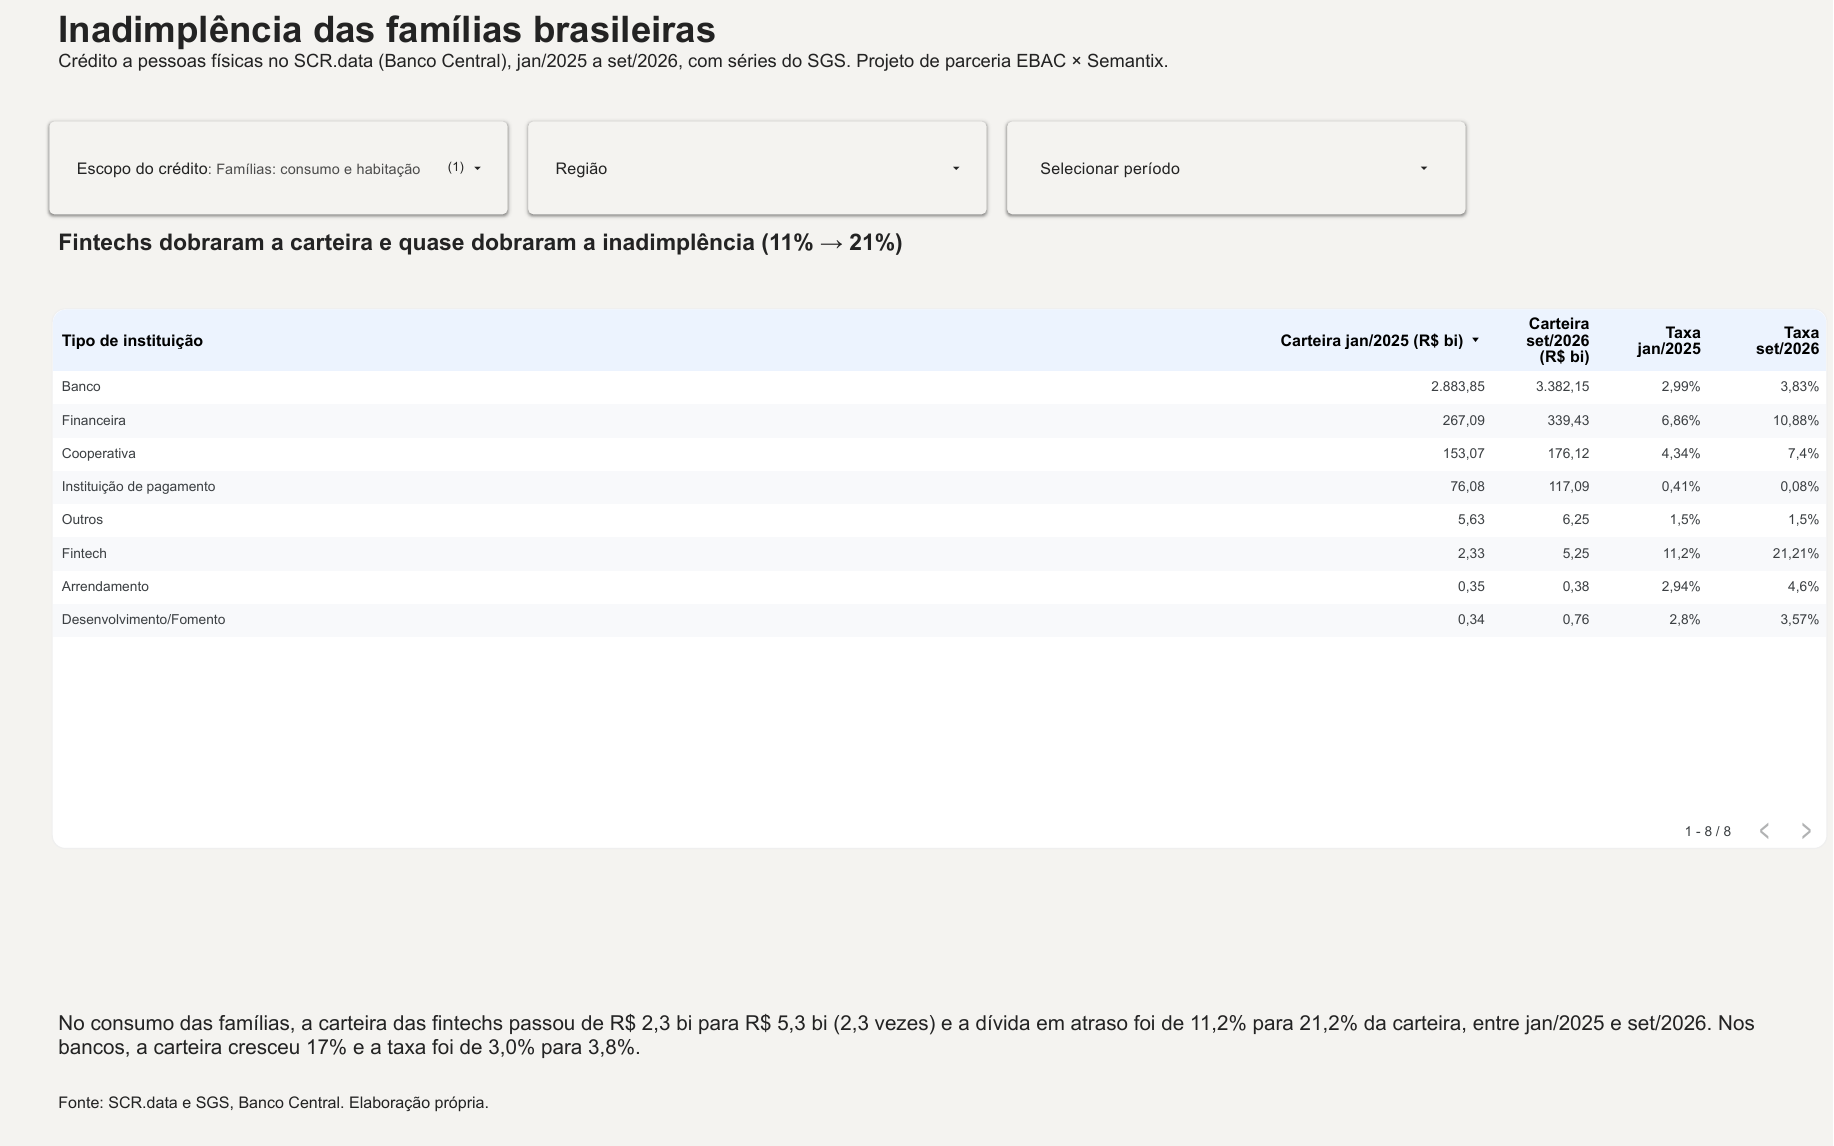 Inadimplência das famílias brasileiras
Crédito a pessoas físicas no SCR.data (Banco Central), jan/2025 a set/2026, com séries do SGS. Projeto de parceria EBAC × Semantix.
Escopo do crédito: Famílias: consumo e habitação (1)
Região
Selecionar período
Fintechs dobraram a carteira e quase dobraram a inadimplência (11% → 21%)
Tipo de instituição Carteira jan/2025 (R$ bi) Carteira set/2026 (R$ bi) Taxa jan/2025 Taxa set/2026
Banco 2.883,85 3.382,15 2,99% 3,83%
Financeira 267,09 339,43 6,86% 10,88%
Cooperativa 153,07 176,12 4,34% 7,4%
Instituição de pagamento 76,08 117,09 0,41% 0,08%
Outros 5,63 6,25 1,5% 1,5%
Fintech 2,33 5,25 11,2% 21,21%
Arrendamento 0,35 0,38 2,94% 4,6%
Desenvolvimento/Fomento 0,34 0,76 2,8% 3,57%
1 - 8 / 8
No consumo das famílias, a carteira das fintechs passou de R$ 2,3 bi para R$ 5,3 bi (2,3 vezes) e a dívida em atraso foi de 11,2% para 21,2% da carteira, entre jan/2025 e set/2026. Nos
bancos, a carteira cresceu 17% e a taxa foi de 3,0% para 3,8%.
Fonte: SCR.data e SGS, Banco Central. Elaboração própria.